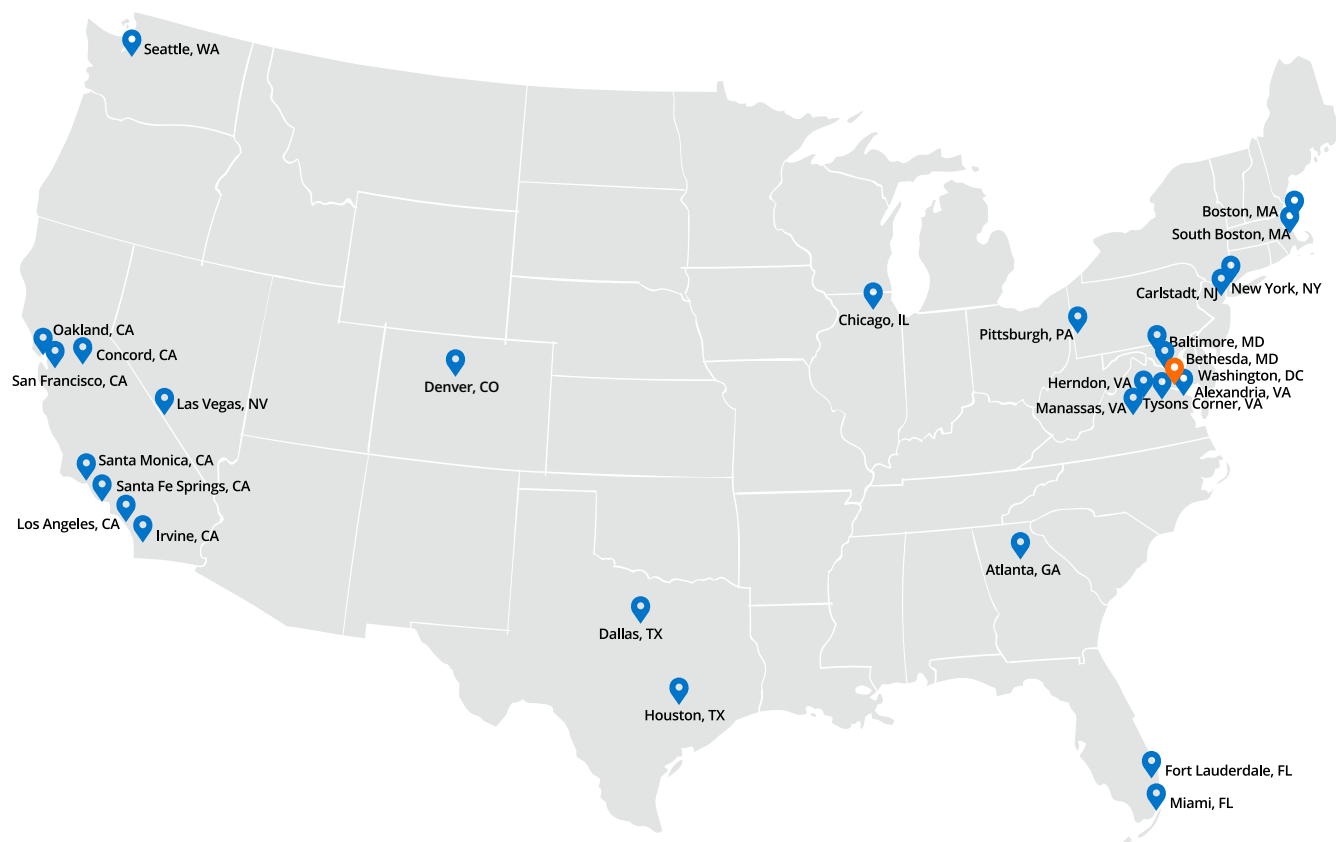 Seattle, WA
Boston, MA
South Boston, MA
New York, NY
Carlstadt, NJ
Chicago, IL
Oakland, CA
Pittsburgh, PA
Baltimore, MD
Concord, CA
Bethesda, MD
San Francisco, CA
Denver, CO
Washington, DC
Herndon, VA
Alexandria, VA
Las Vegas, NV
Tysons Corner, VA
Manassas, VA
Santa Monica, CA
Santa Fe Springs, CA
Los Angeles, CA
Irvine, CA
Atlanta, GA
Dallas, TX
Houston, TX
Fort Lauderdale, FL
Miami, FL